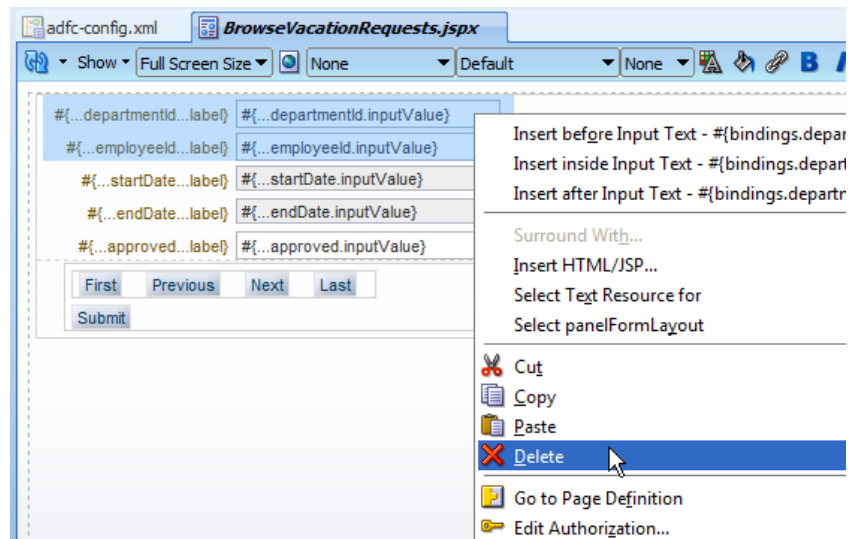 adfc-config.xml BrowseVacationRequests.jspx
Show Full Screen Size None Default None B
#{...departmentId...label} #{...departmentId.inputValue}
#{...employeeId...label} #{...employeeId.inputValue}
#{...startDate...label} #{...startDate.inputValue}
#{...endDate...label} #{...endDate.inputValue}
#{...approved...label} #{...approved.inputValue}
First Previous Next Last
Submit
Insert before Input Text - #{bindings.depar
Insert inside Input Text - #{bindings.depart
Insert after Input Text - #{bindings.departn
Surround With...
Insert HTML/JSP...
Select Text Resource for
Select panelFormLayout
Cut
Copy
Paste
Delete
Go to Page Definition
Edit Authorization...